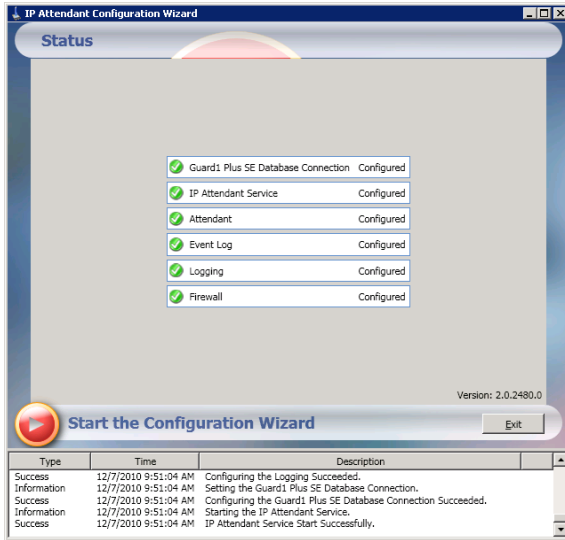 IP Attendant Configuration Wizard
Status
Guard1 Plus SE Database Connection Configured
IP Attendant Service Configured
Attendant Configured
Event Log Configured
Logging Configured
Firewall Configured
Version: 2.0.2480.0
Start the Configuration Wizard Exit
Type Time Description
Success 12/7/2010 9:51:04 AM Configuring the Logging Succeeded.
Information 12/7/2010 9:51:04 AM Setting the Guard1 Plus SE Database Connection.
Success 12/7/2010 9:51:04 AM Configuring the Guard1 Plus SE Database Connection Succeeded.
Information 12/7/2010 9:51:04 AM Starting the IP Attendant Service.
Success 12/7/2010 9:51:04 AM IP Attendant Service Start Successfully.